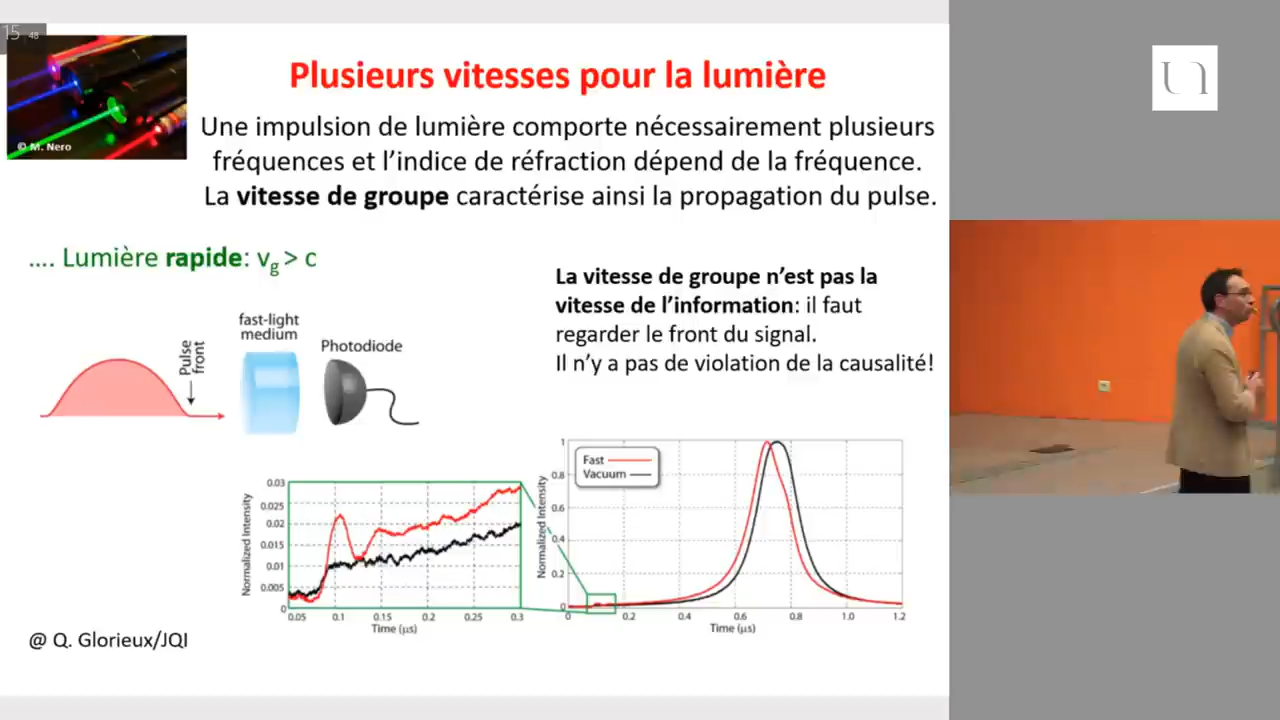 15 48
© M. Nero
Plusieurs vitesses pour la lumière
Une impulsion de lumière comporte nécessairement plusieurs
fréquences et l’indice de réfraction dépend de la fréquence.
La vitesse de groupe caractérise ainsi la propagation du pulse.
.... Lumière rapide: vg > c
La vitesse de groupe n’est pas la
vitesse de l’information: il faut
regarder le front du signal.
Il n’y a pas de violation de la causalité!
Pulse
front
fast-light
medium
Photodiode
Normalized Intensity
0.03
0.025
0.02
0.015
0.01
0.005
0
0.05 0.1 0.15 0.2 0.25 0.3
Time (µs)
Normalized Intensity
Fast
Vacuum
1
0.8
0.6
0.4
0.2
0
0 0.2 0.4 0.6 0.8 1.0 1.2
Time (µs)
@ Q. Glorieux/JQI